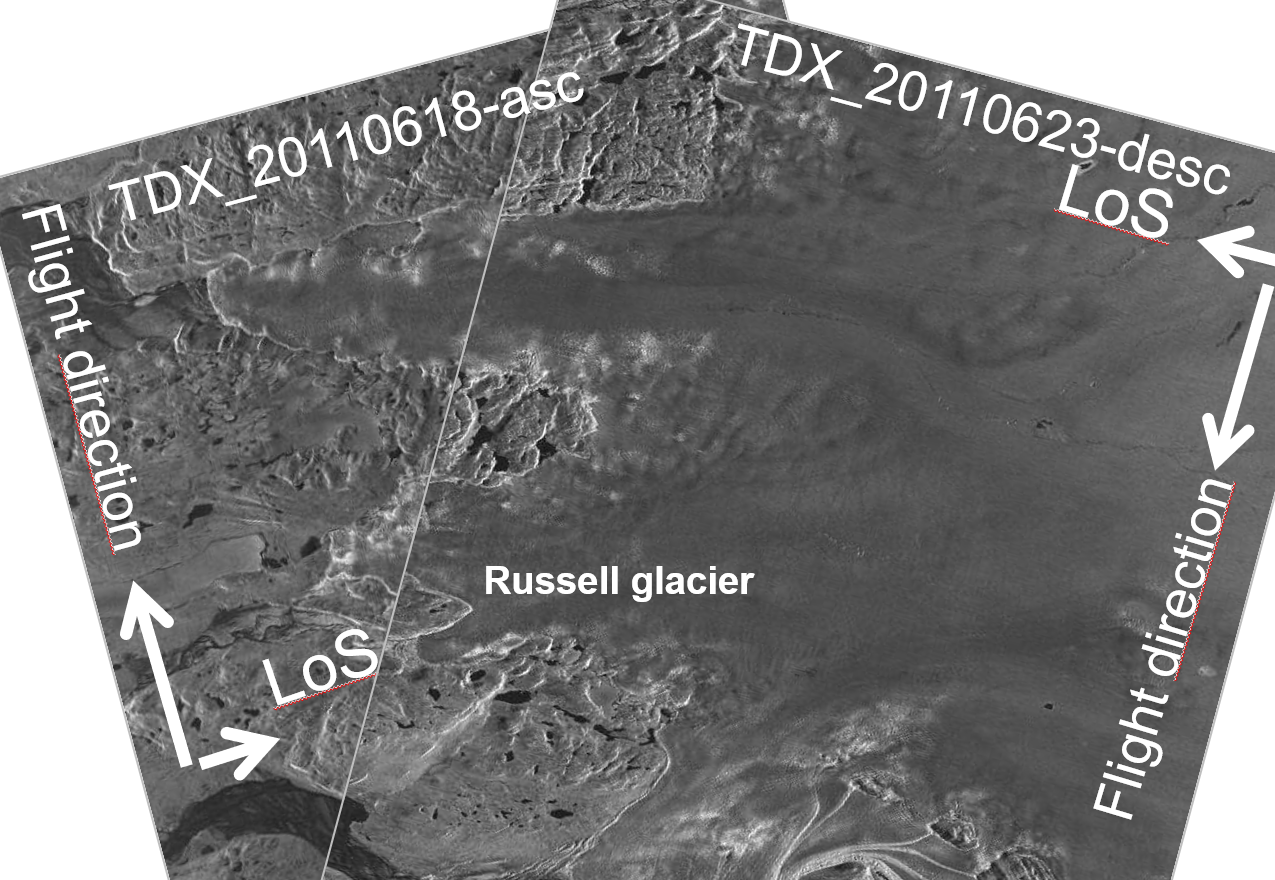 TDX_20110618-asc
TDX_20110623-desc
LoS
Flight direction
Flight direction
Russell glacier
LoS